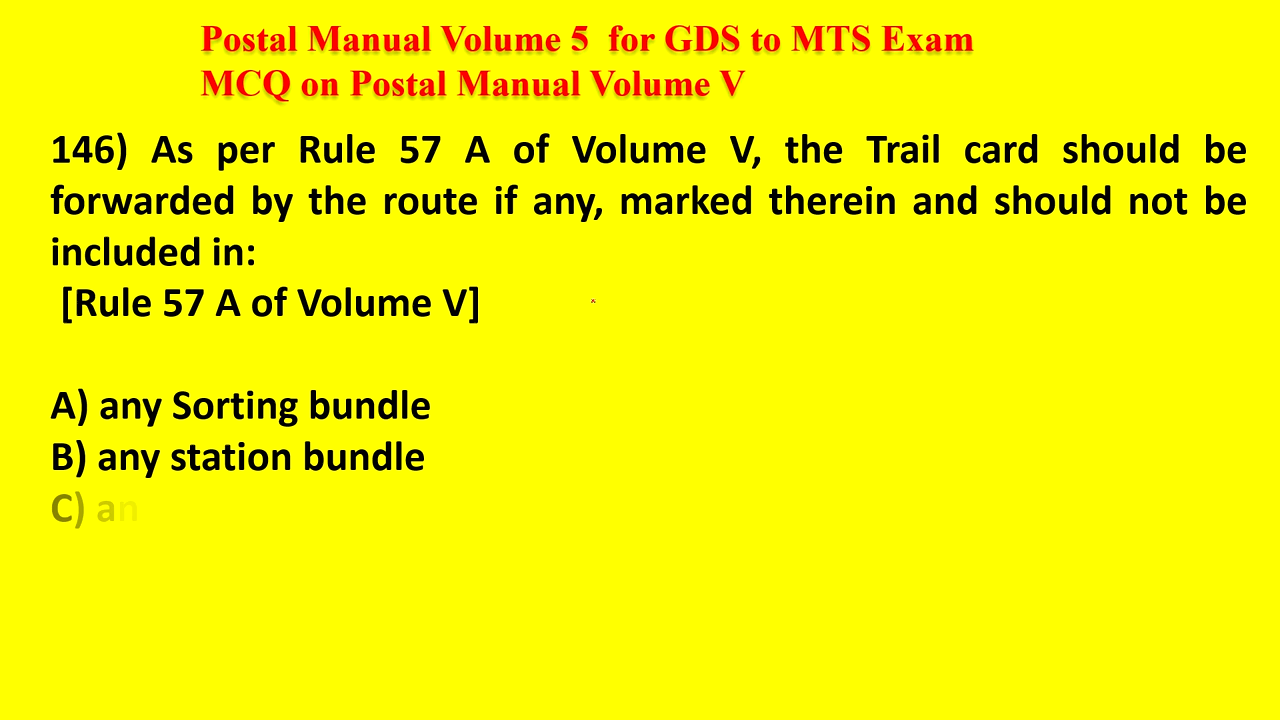 Postal Manual Volume 5 for GDS to MTS Exam
MCQ on Postal Manual Volume V
146) As per Rule 57 A of Volume V, the Trail card should be
forwarded by the route if any, marked therein and should not be
included in:
[Rule 57 A of Volume V]
A) any Sorting bundle
B) any station bundle
C) an